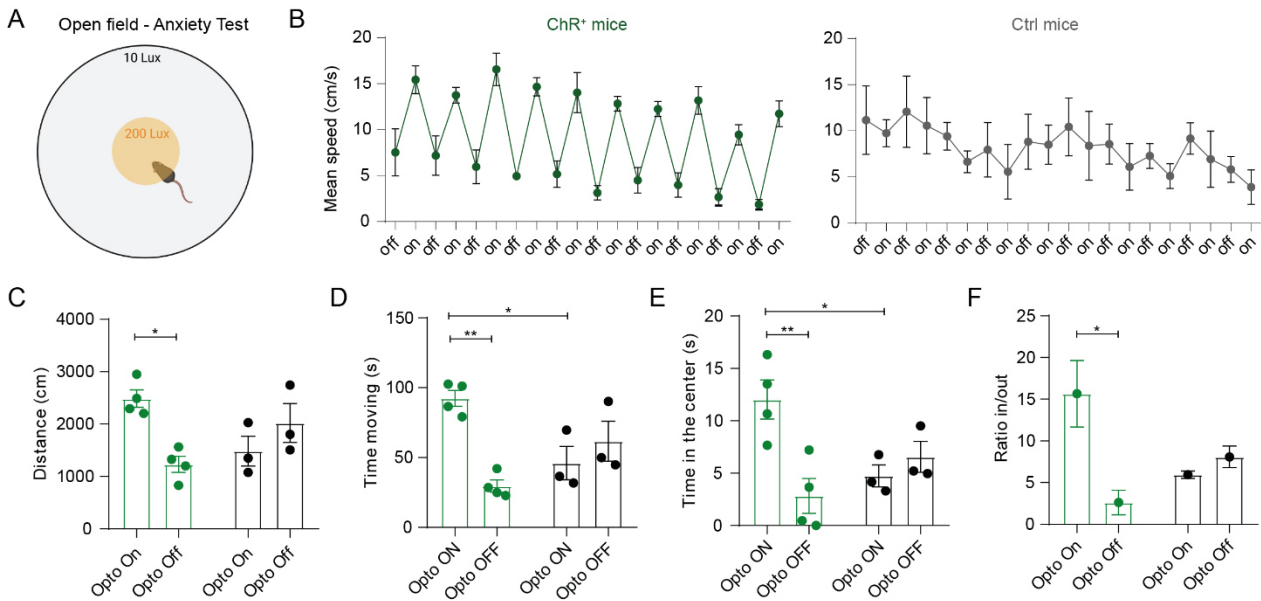 A
Open field - Anxiety Test
10 Lux
200 Lux
B
ChR⁺ mice
Mean speed (cm/s)
20
15
10
5
0
off on off on off on off on off on off on off on off on off on off on
Ctrl mice
20
15
10
5
0
off on off on off on off on off on off on off on off on off on off on
C
Distance (cm)
4000
3000
2000
1000
0
*
Opto On
Opto Off
Opto On
Opto Off
D
Time moving (s)
150
100
50
0
*
**
Opto ON
Opto OFF
Opto ON
Opto OFF
E
Time in the center (s)
20
15
10
5
0
*
**
Opto ON
Opto OFF
Opto ON
Opto OFF
F
Ratio in/out
25
20
15
10
5
0
*
Opto On
Opto Off
Opto On
Opto Off